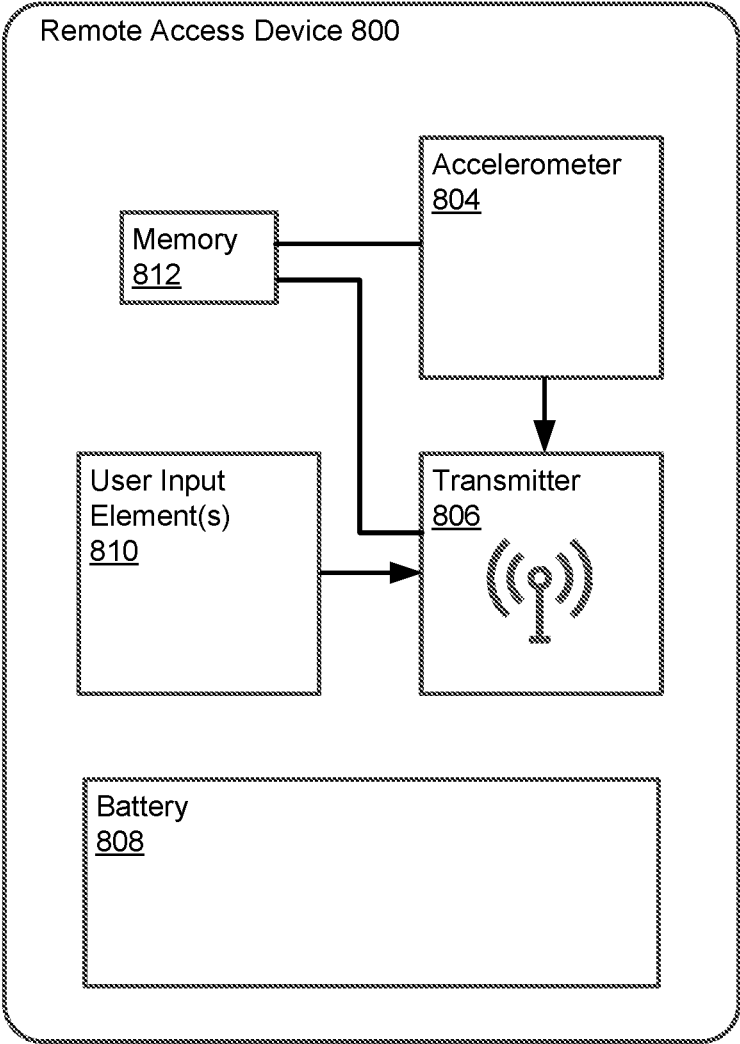 Remote Access Device 800
Accelerometer
804
Memory
812
User Input
Element(s)
810
Transmitter
806
Battery
808